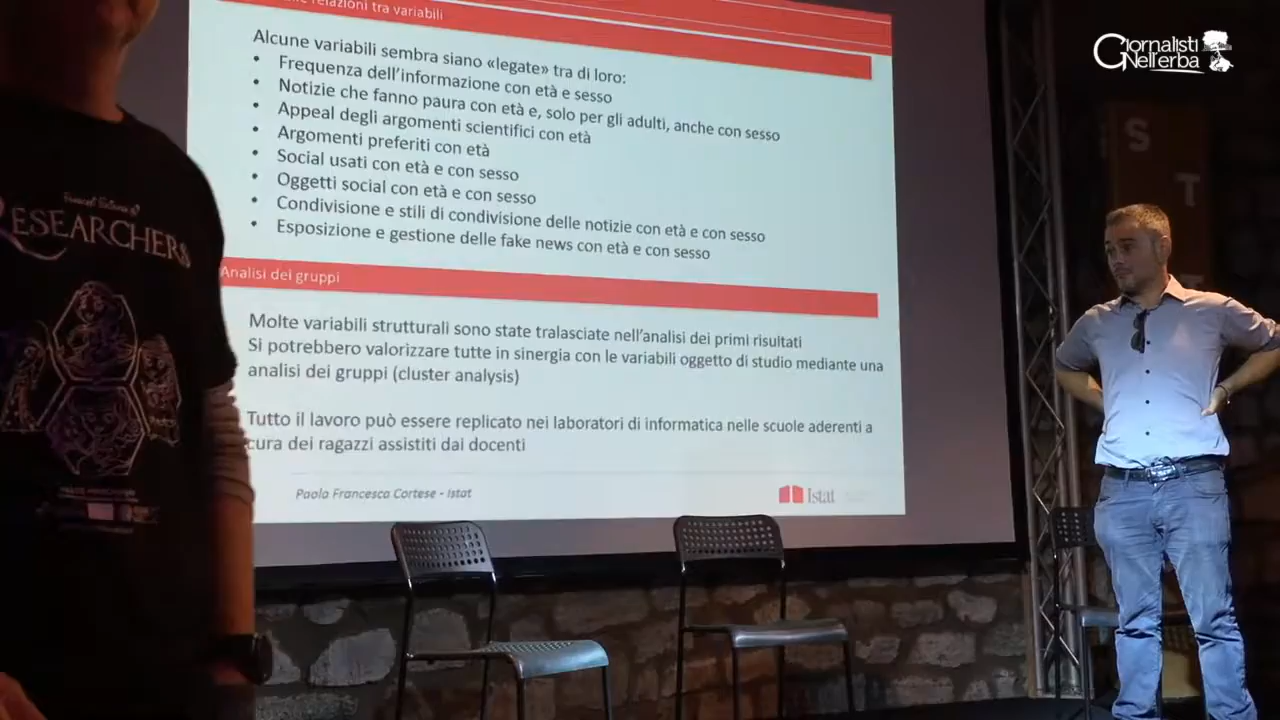 Giornalisti
Nell'erba
relazioni tra variabili
Alcune variabili sembra siano «legate» tra di loro:
• Frequenza dell'informazione con età e sesso
• Notizie che fanno paura con età e, solo per gli adulti, anche con sesso
• Appeal degli argomenti scientifici con età
• Argomenti preferiti con età
• Social usati con età e con sesso
• Oggetti social con età e con sesso
• Condivisione e stili di condivisione delle notizie con età e con sesso
• Esposizione e gestione delle fake news con età e con sesso
Analisi dei gruppi
Molte variabili strutturali sono state tralasciate nell'analisi dei primi risultati
Si potrebbero valorizzare tutte in sinergia con le variabili oggetto di studio mediante una
analisi dei gruppi (cluster analysis)
Tutto il lavoro può essere replicato nei laboratori di informatica nelle scuole aderenti a
cura dei ragazzi assistiti dai docenti
Paola Francesca Cortese - Istat
Istat
RESEARCHERS
S
T